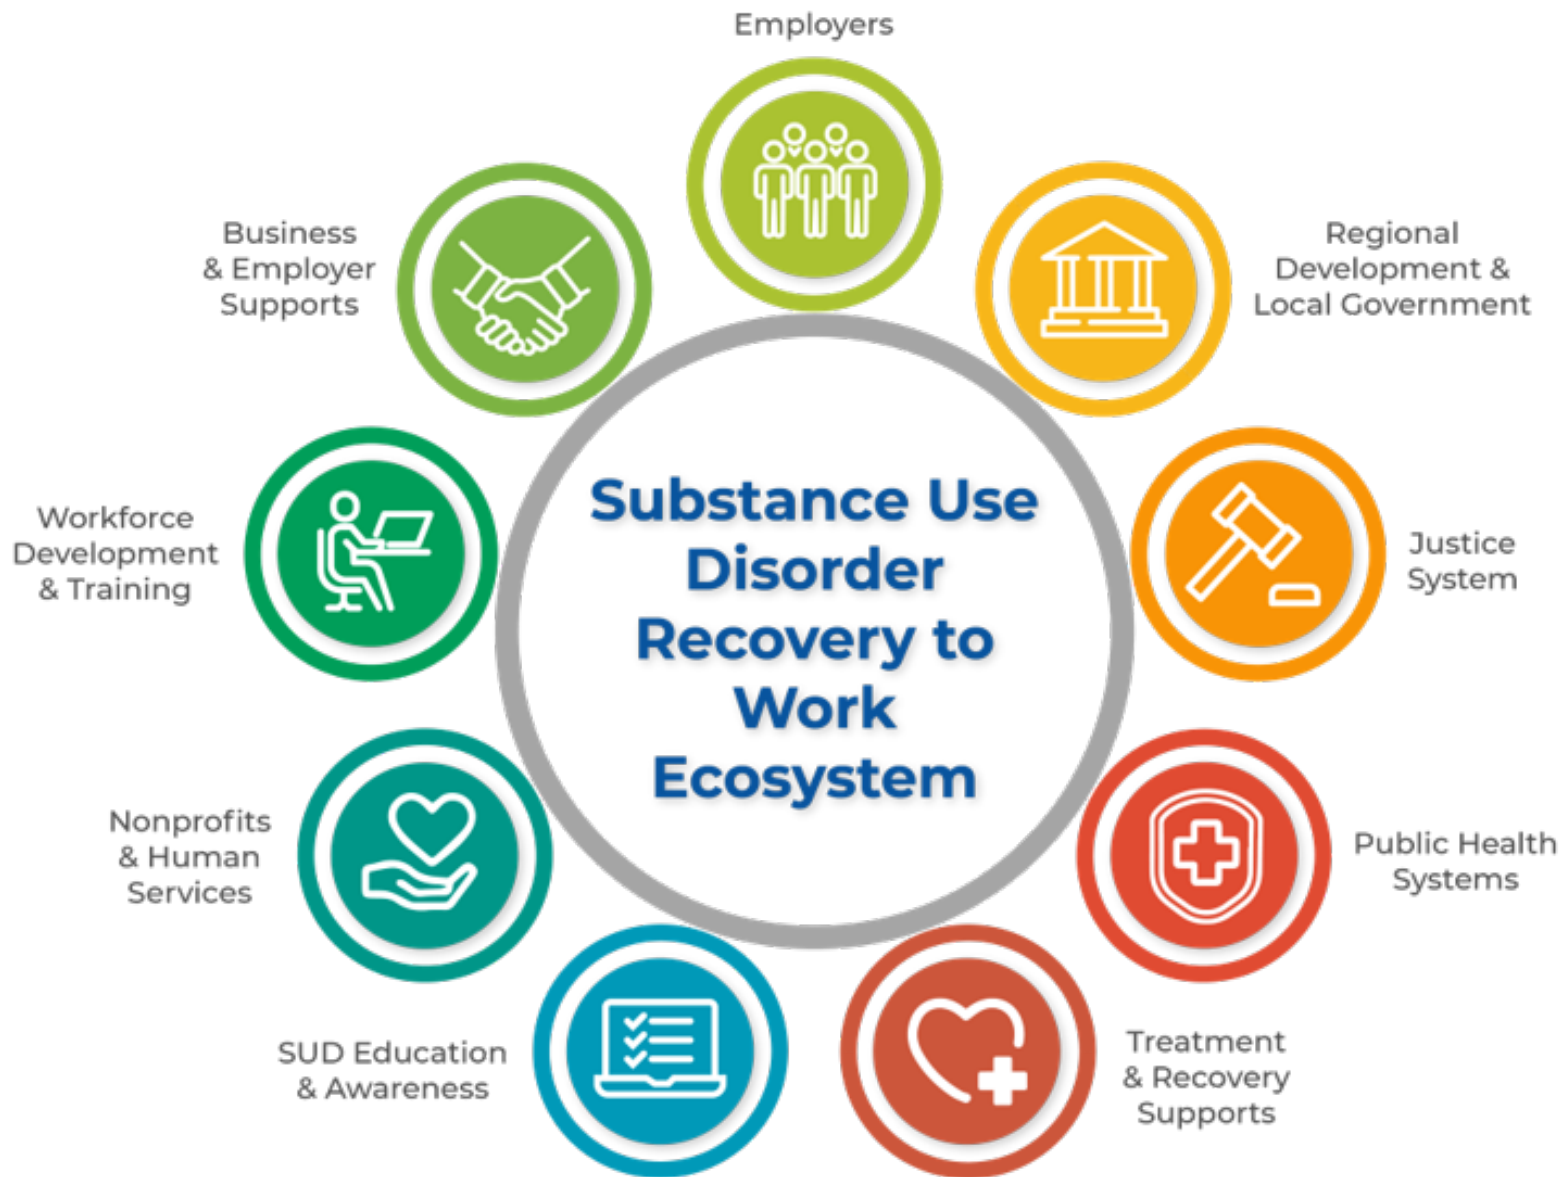 Employers
Business
& Employer
Supports
Regional
Development &
Local Government
Workforce
Development
& Training
Substance Use
Disorder
Recovery to
Work
Ecosystem
Justice
System
Nonprofits
& Human
Services
Public Health
Systems
SUD Education
& Awareness
Treatment
& Recovery
Supports